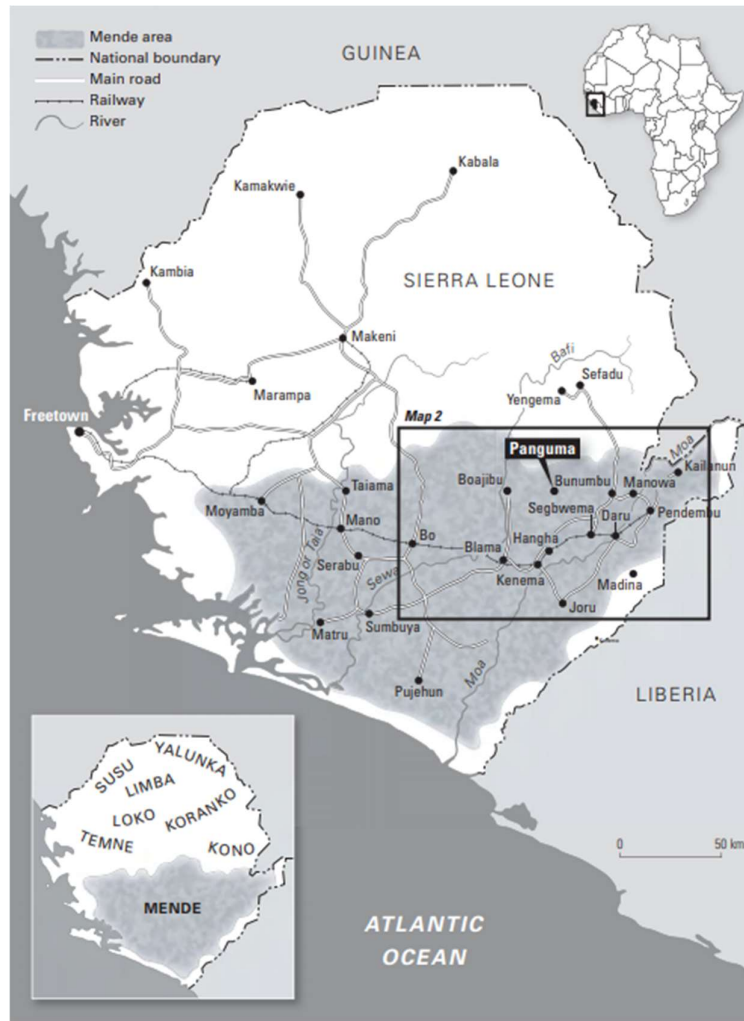 Mende area
National boundary
Main road
Railway
River
GUINEA
Kabala
Kamakwie
Kambia
SIERRA LEONE
Makeni
Bafi
Sefadu
Marampa
Yengema
Freetown
Map 2
Moa
Panguma
Kailahun
Taiama
Boajibu
Bunumbu
Manowa
Moyamba
Segbwema
Daru
Pendembu
Mano
Bo
Hangha
Jong or Taia
Serabu
Blama
Sewa
Kenema
Madina
Joru
Matru
Sumbuya
Moa
Pujehun
LIBERIA
YALUNKA
SUSU
LIMBA
LOKO
KORANKO
TEMNE
KONO
MENDE
0 50 km
ATLANTIC
OCEAN